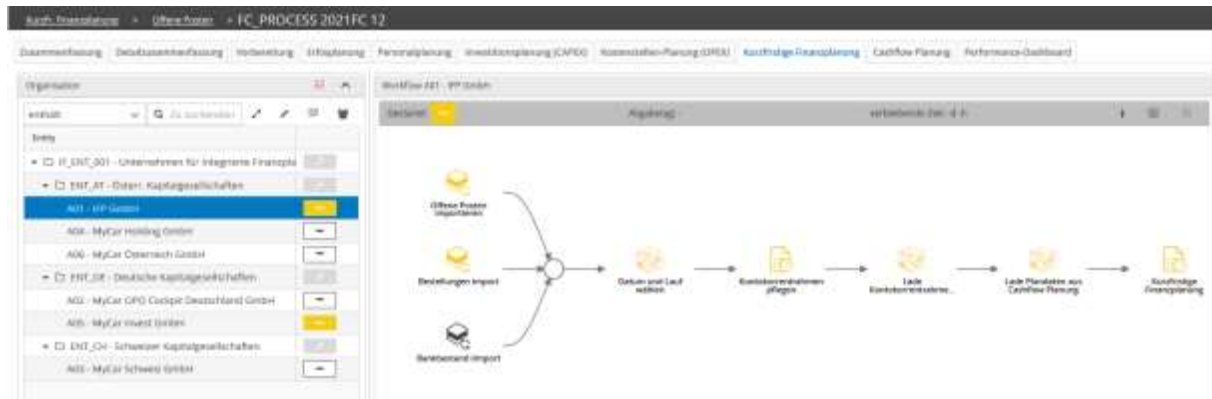 Kurzfr. Finanzplanung > Offene Posten > FC_PROCESS 2021FC 12
Zusammenfassung Detailzusammenfassung Vorbereitung Erlösplanung Personalplanung Investitionsplanung (CAPEX) Kostenstellen-Planung (OPEX) Kurzfristige Finanzplanung Cashflow Planung Performance-Dashboard
Organisation
enthält
Entity
IT_ENT_001 - Unternehmen für Integrierte Finanzpla
ENT_AT - Österr. Kapitalgesellschaften
A01 - IFP GmbH
A04 - MyCar Holding GmbH
A06 - MyCar Österreich GmbH
ENT_DE - Deutsche Kapitalgesellschaften
A02 - MyCar CPO Cockpit Deutschland GmbH
A05 - MyCar Invest GmbH
ENT_CH - Schweizer Kapitalgesellschaften
A03 - MyCar Schweiz GmbH
Workflow A01 - IFP GmbH
Offene Posten
importieren
Bestellungen Import
Bankbestand Import
Datum und Lauf
wählen
Kontokorrentrahmen
pflegen
Lade
Kontokorrentrahme...
Lade Plandaten aus
Cashflow Planung
Kurzfristige
Finanzplanung